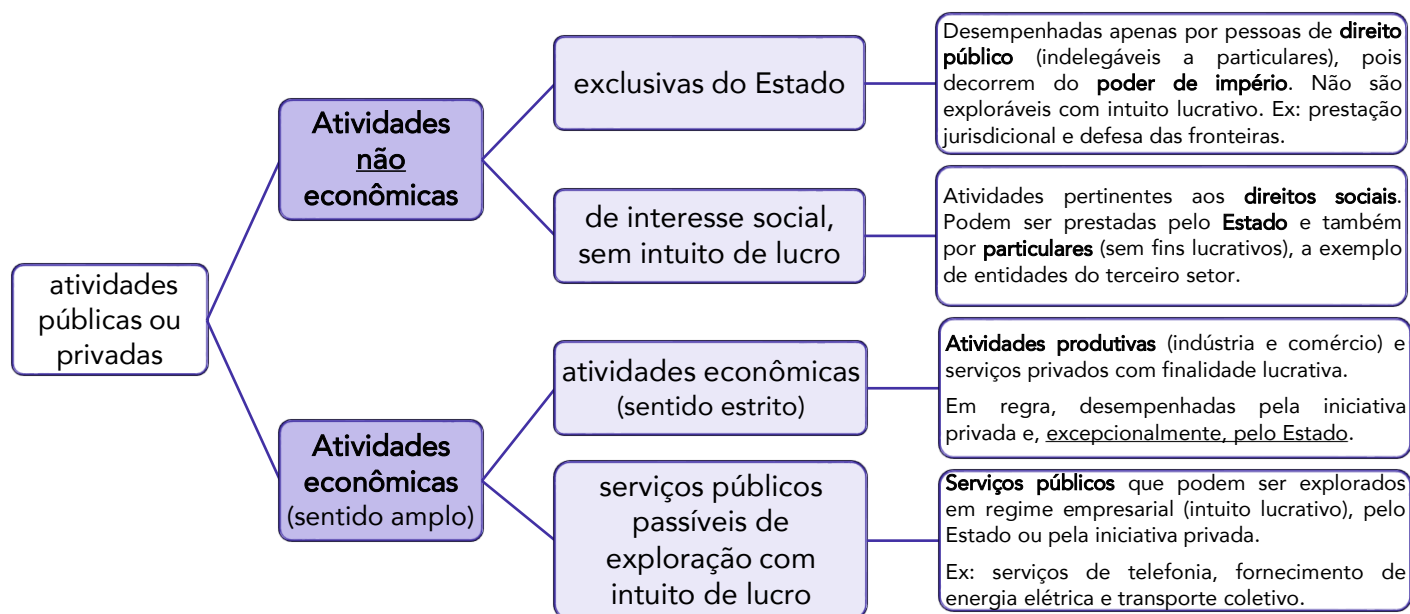 atividades
públicas ou
privadas
Atividades
não
econômicas
exclusivas do Estado
Desempenhadas apenas por pessoas de direito
público (indelegáveis a particulares), pois
decorrem do poder de império. Não são
exploráveis com intuito lucrativo. Ex: prestação
jurisdicional e defesa das fronteiras.
de interesse social,
sem intuito de lucro
Atividades pertinentes aos direitos sociais.
Podem ser prestadas pelo Estado e também
por particulares (sem fins lucrativos), a exemplo
de entidades do terceiro setor.
Atividades
econômicas
(sentido amplo)
atividades econômicas
(sentido estrito)
Atividades produtivas (indústria e comércio) e
serviços privados com finalidade lucrativa.
Em regra, desempenhadas pela iniciativa
privada e, excepcionalmente, pelo Estado.
serviços públicos
passíveis de
exploração com
intuito de lucro
Serviços públicos que podem ser explorados
em regime empresarial (intuito lucrativo), pelo
Estado ou pela iniciativa privada.
Ex: serviços de telefonia, fornecimento de
energia elétrica e transporte coletivo.